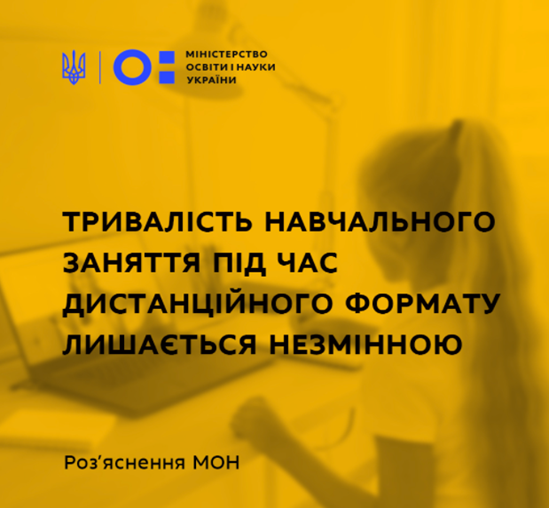 МІНІСТЕРСТВО
ОСВІТИ І НАУКИ
УКРАЇНИ
ТРИВАЛІСТЬ НАВЧАЛЬНОГО
ЗАНЯТТЯ ПІД ЧАС
ДИСТАНЦІЙНОГО ФОРМАТУ
ЛИШАЄТЬСЯ НЕЗМІННОЮ
Роз’яснення МОН